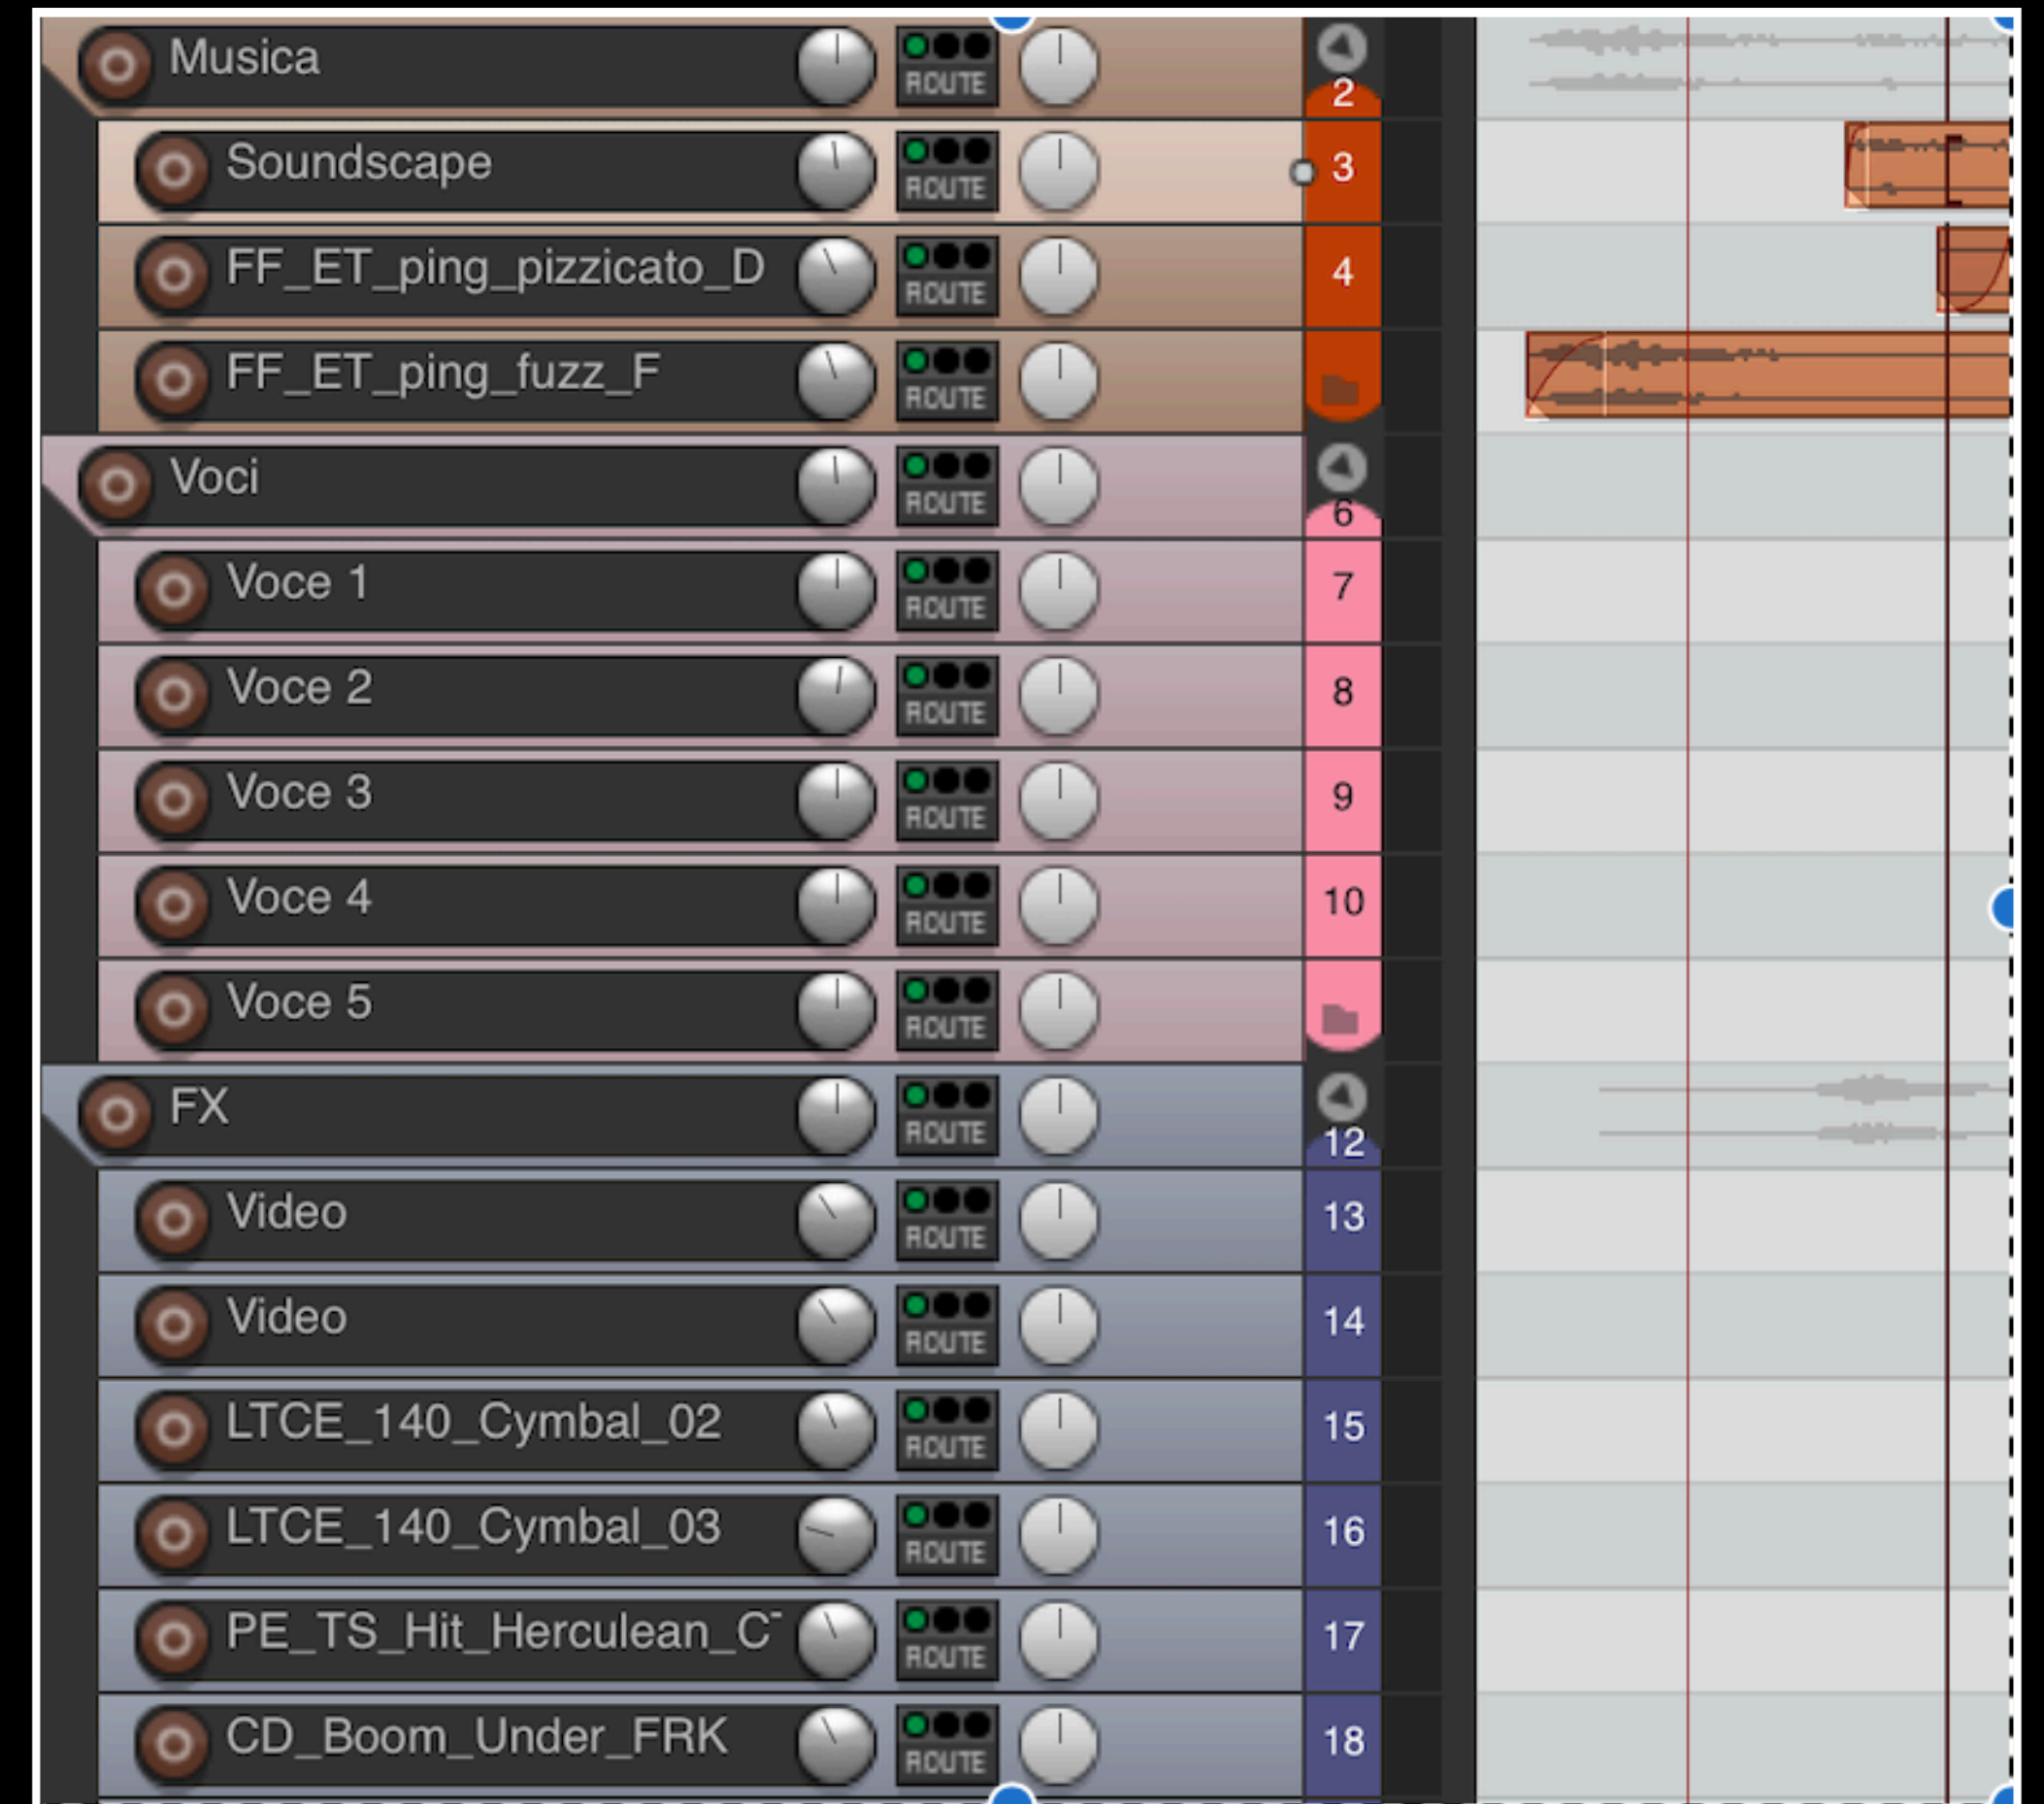 Musica ROUTE 2
Soundscape ROUTE 3
FF_ET_ping_pizzicato_D ROUTE 4
FF_ET_ping_fuzz_F ROUTE
Voci ROUTE 6
Voce 1 ROUTE 7
Voce 2 ROUTE 8
Voce 3 ROUTE 9
Voce 4 ROUTE 10
Voce 5 ROUTE
FX ROUTE 12
Video ROUTE 13
Video ROUTE 14
LTCE_140_Cymbal_02 ROUTE 15
LTCE_140_Cymbal_03 ROUTE 16
PE_TS_Hit_Herculean_C ROUTE 17
CD_Boom_Under_FRK ROUTE 18